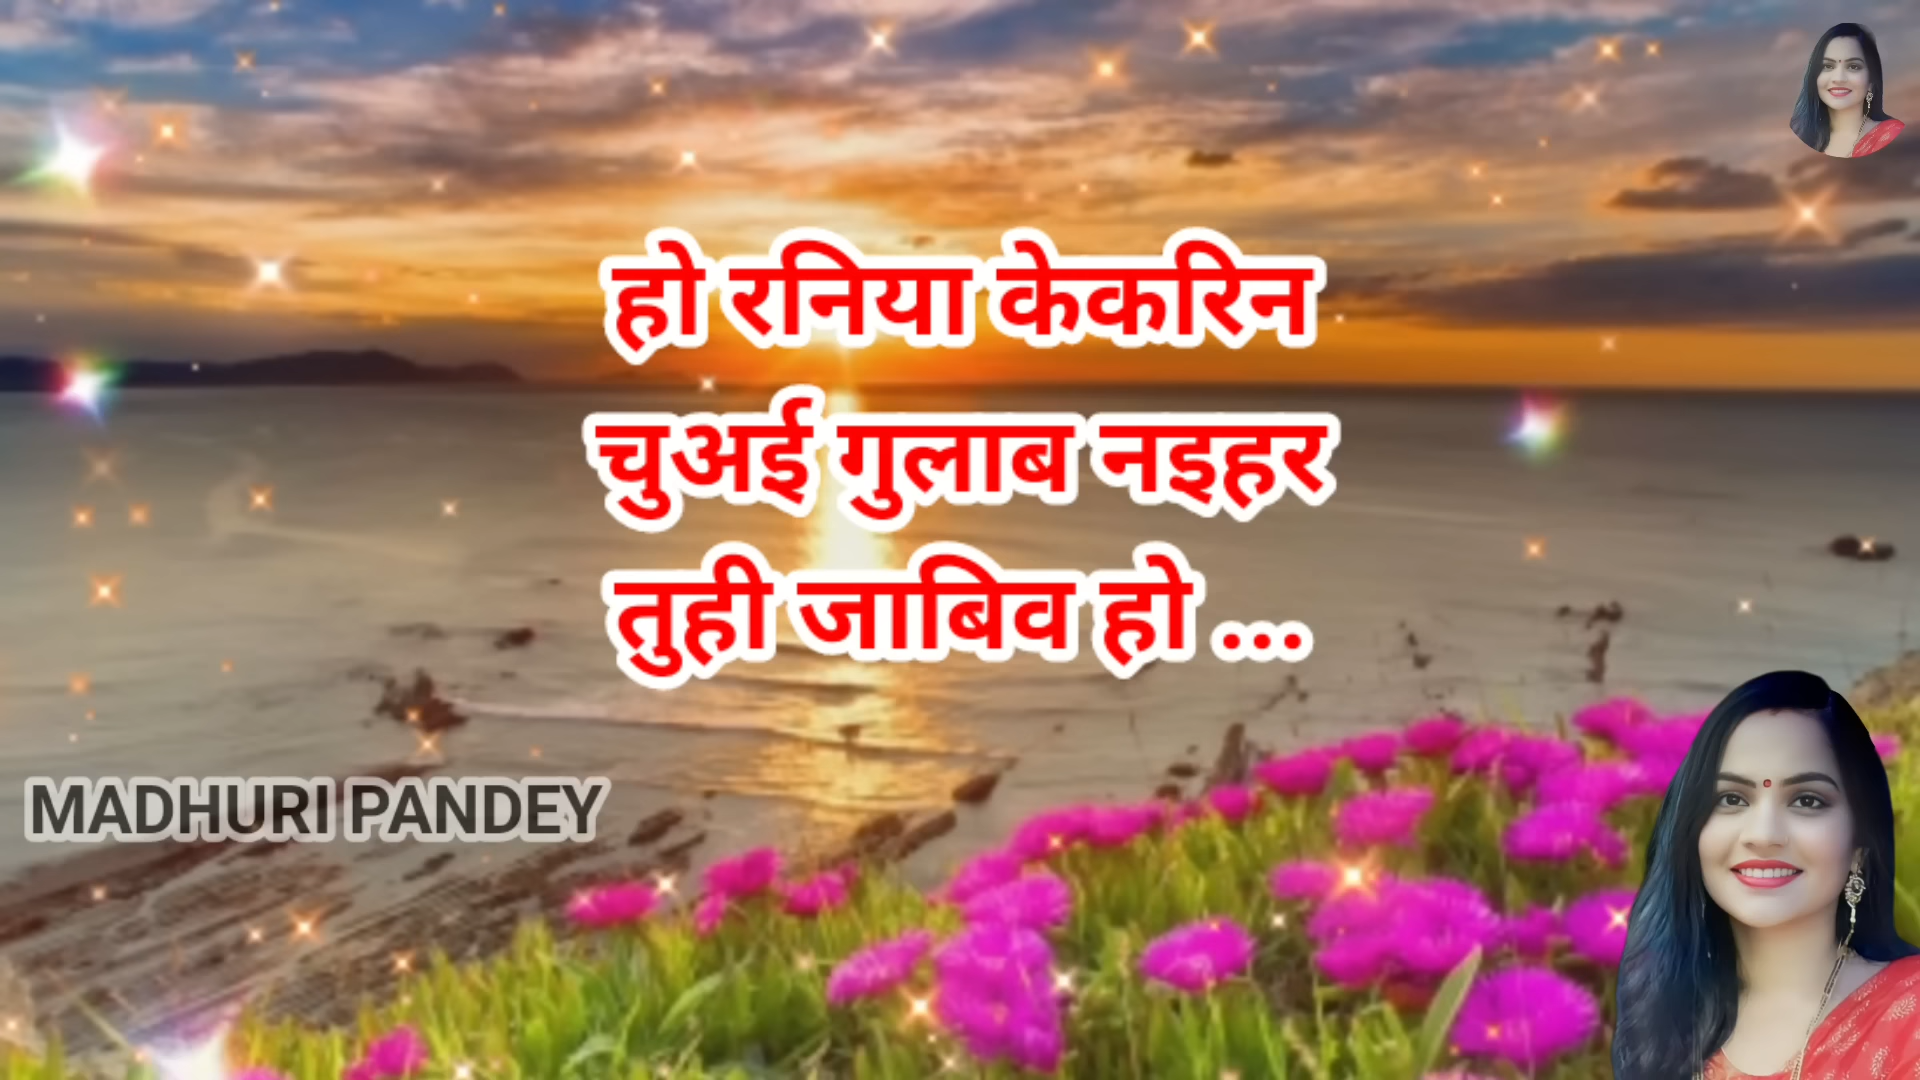 हो रनिया केकरिन
चुअई गुलाब नइहर
तुही जाबिव हो ...
MADHURI PANDEY